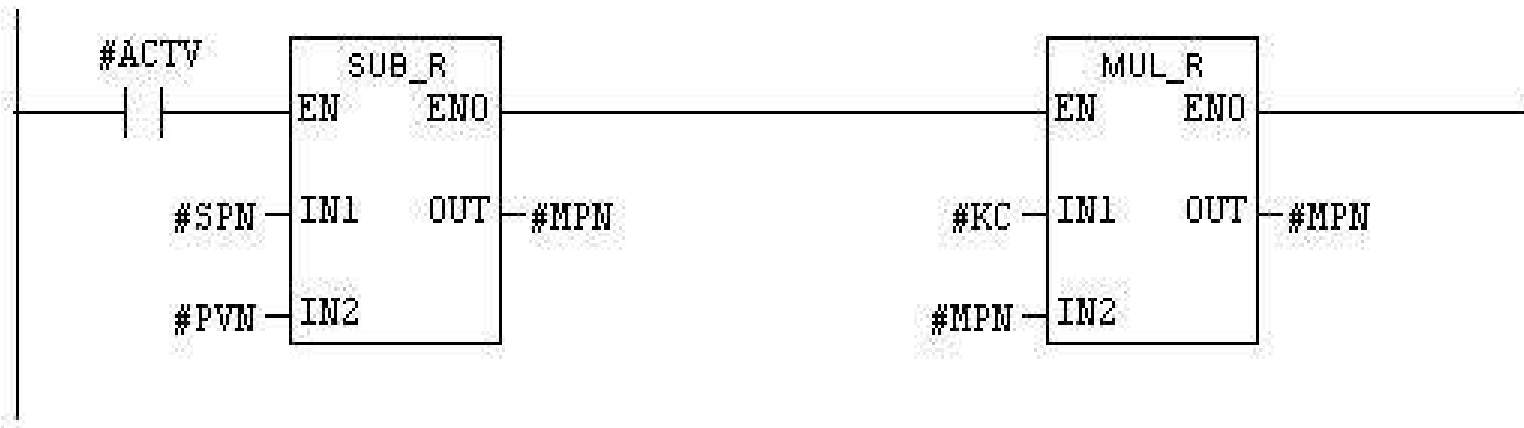 #ACTV
SUB_R
MUL_R
EN ENO
EN ENO
#SPN IN1 OUT #MPN
#KC IN1 OUT #MPN
#PVN IN2
#MPN IN2